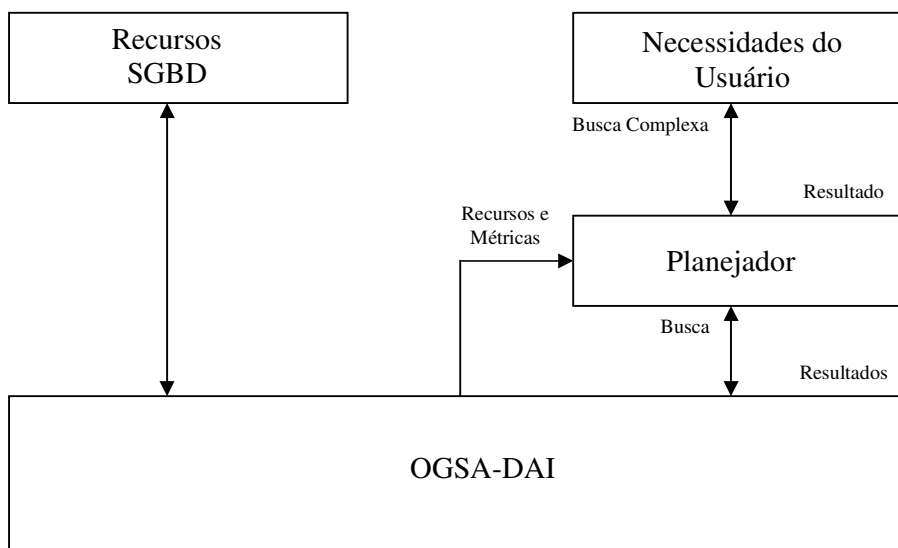 Recursos
SGBD
Necessidades do
Usuário
Busca Complexa
Resultado
Recursos e
Métricas
Planejador
Busca
Resultados
OGSA-DAI